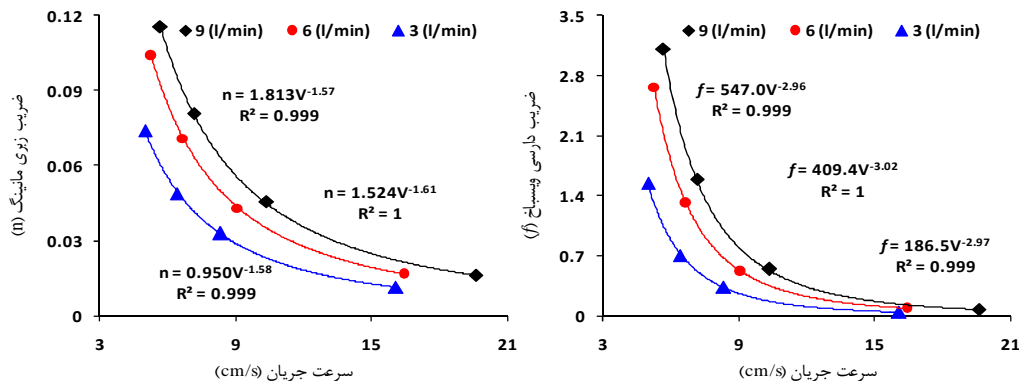 0.12
0.09
0.06
0.03
0
3
9
15
21
ضریب زبری مانینگ (n)
9 (l/min) 6 (l/min) 3 (l/min)
n = 1.813V^-1.57
R² = 0.999
n = 1.524V^-1.61
R² = 1
n = 0.950V^-1.58
R² = 0.999
سرعت جریان (cm/s)
3.5
2.8
2.1
1.4
0.7
0
3
9
15
21
ضریب دارسی ویسباخ (f)
9 (l/min) 6 (l/min) 3 (l/min)
f = 547.0V^-2.96
R² = 0.999
f = 409.4V^-3.02
R² = 1
f = 186.5V^-2.97
R² = 0.999
سرعت جریان (cm/s)